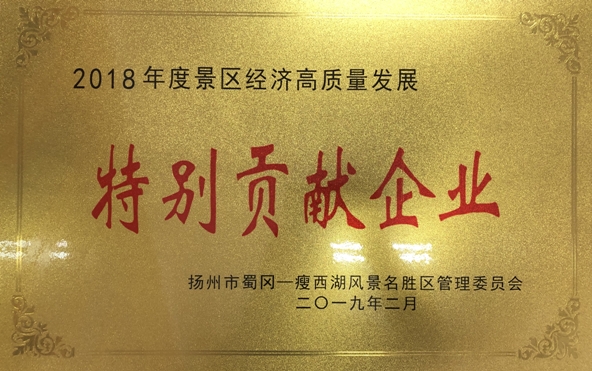 2018年度景区经济高质量发展
特别贡献企业
扬州市蜀冈—瘦西湖风景名胜区管理委员会
二〇一九年二月